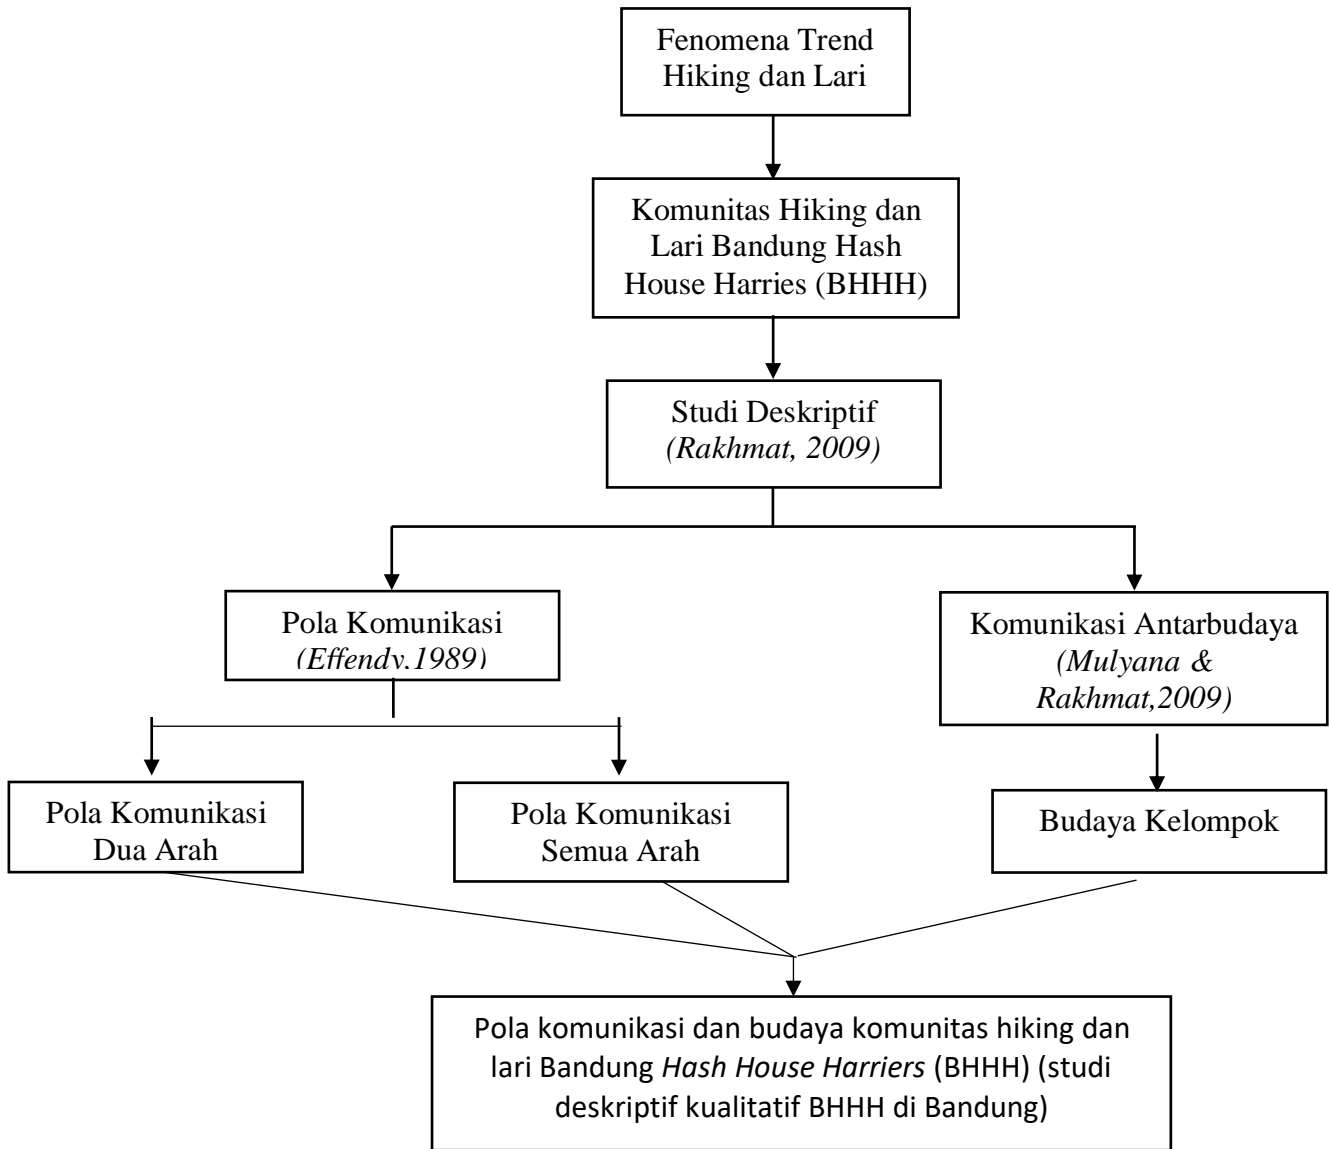 Fenomena Trend
Hiking dan Lari
Komunitas Hiking dan
Lari Bandung Hash
House Harries (BHHH)
Studi Deskriptif
(Rakhmat, 2009)
Pola Komunikasi
(Effendy.1989)
Komunikasi Antarbudaya
(Mulyana &
Rakhmat,2009)
Pola Komunikasi
Dua Arah
Pola Komunikasi
Semua Arah
Budaya Kelompok
Pola komunikasi dan budaya komunitas hiking dan
lari Bandung Hash House Harriers (BHHH) (studi
deskriptif kualitatif BHHH di Bandung)